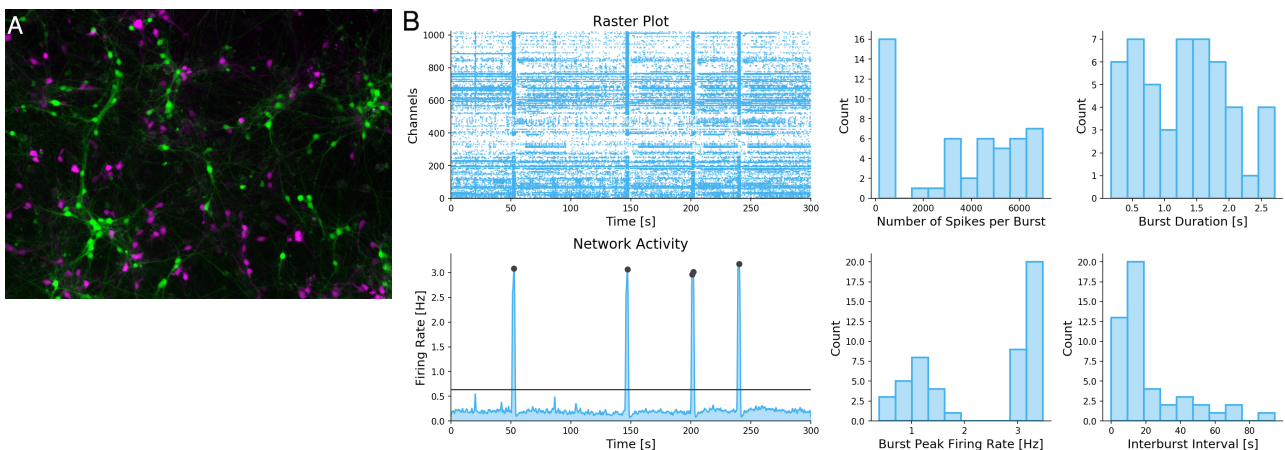 A
B
Raster Plot
1000
800
600
400
200
0
Channels
0 50 100 150 200 250 300
Time [s]
16
14
12
10
8
6
4
2
0
Count
0 2000 4000 6000
Number of Spikes per Burst
7
6
5
4
3
2
1
0
Count
0.5 1.0 1.5 2.0 2.5
Burst Duration [s]
Network Activity
3.0
2.5
2.0
1.5
1.0
0.5
0.0
Firing Rate [Hz]
0 50 100 150 200 250 300
Time [s]
20.0
17.5
15.0
12.5
10.0
7.5
5.0
2.5
0.0
Count
1 2 3
Burst Peak Firing Rate [Hz]
20.0
17.5
15.0
12.5
10.0
7.5
5.0
2.5
0.0
Count
0 20 40 60 80
Interburst Interval [s]